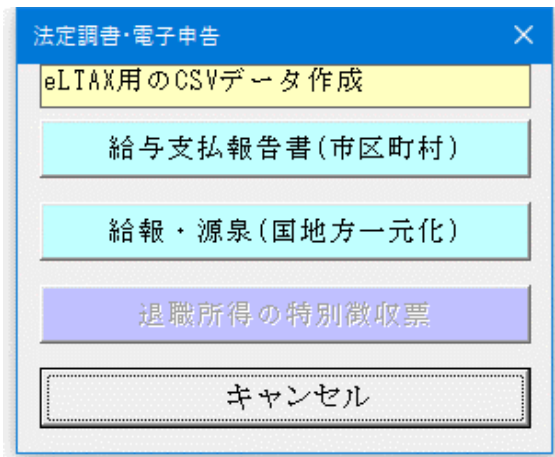 法定調書･電子申告
eLTAX用のCSVデータ作成
給与支払報告書(市区町村)
給報・源泉(国地方一元化)
退職所得の特別徴収票
キャンセル